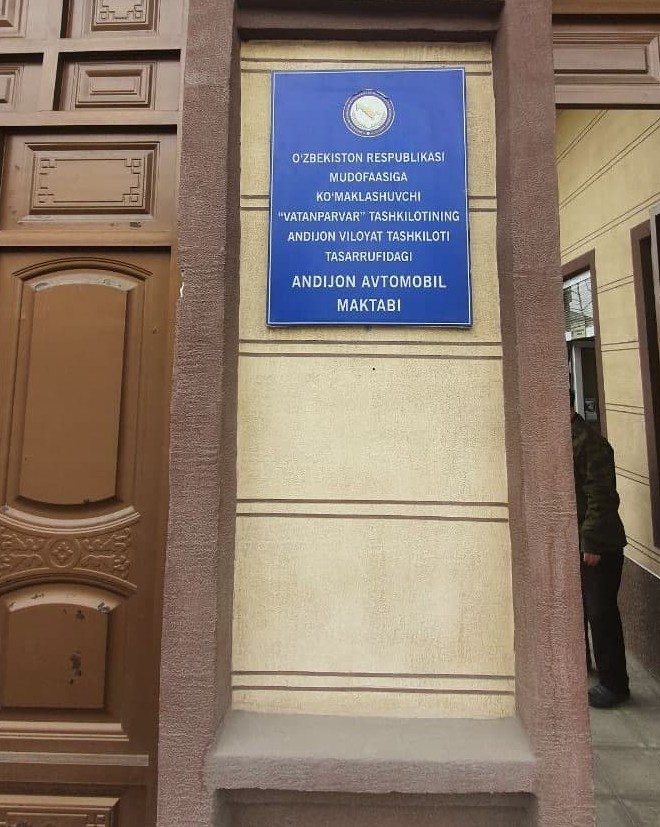 O'ZBEKISTON RESPUBLIKASI
MUDOFAASIGA
KO'MAKLASHUVCHI
"VATANPARVAR" TASHKILOTINING
ANDIJON VILOYAT TASHKILOTI
TASARRUFIDAGI
ANDIJON AVTOMOBIL
MAKTABI